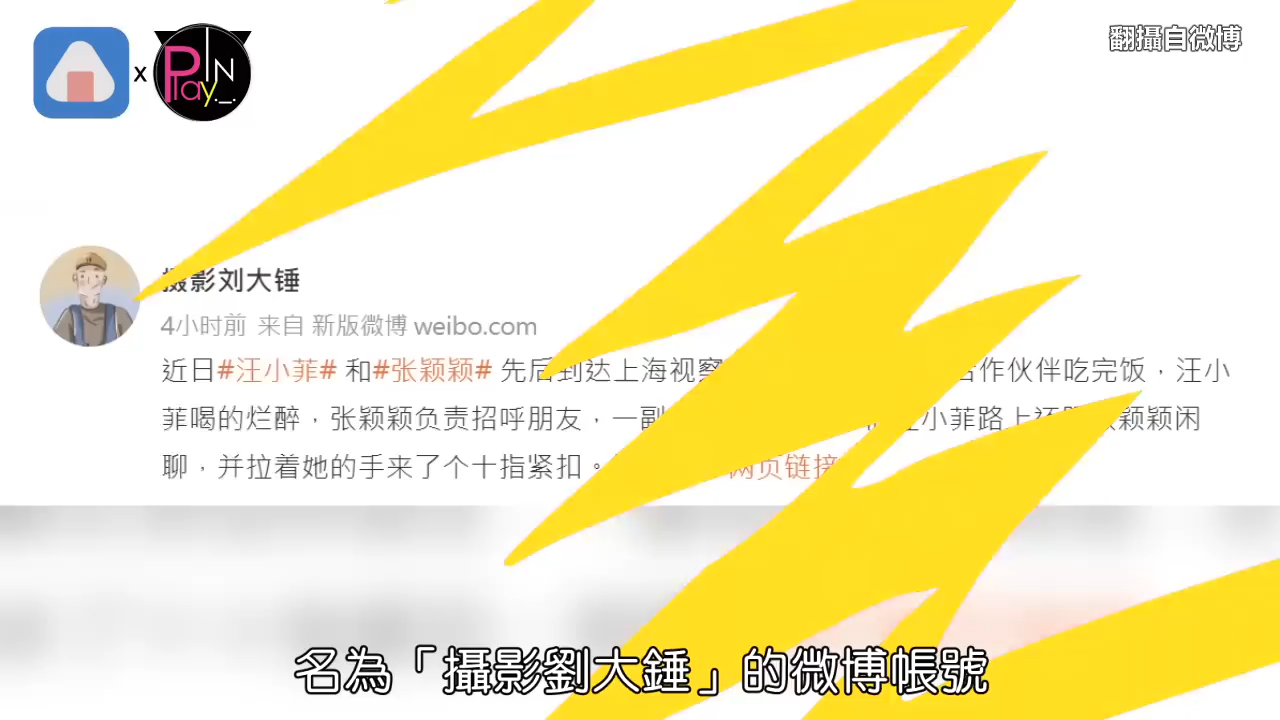 翻攝自微博
x
PlayIN
摄影刘大锤
4小时前 来自 新版微博 weibo.com
近日#汪小菲# 和#张颖颖# 先后到达上海视察 合作伙伴吃完饭，汪小
菲喝的烂醉，张颖颖负责招呼朋友，一副 小菲路上还 颖颖闲
聊，并拉着她的手来了个十指紧扣。 网页链接
名為「攝影劉大錘」的微博帳號